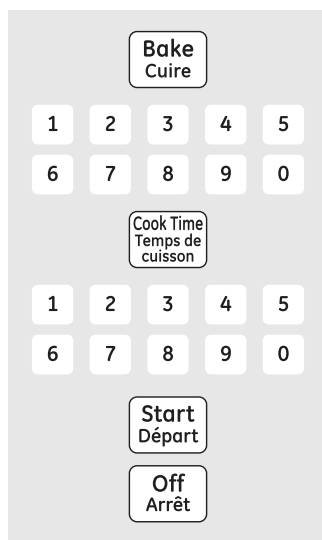 Bake
Cuire
1 2 3 4 5
6 7 8 9 0
Cook Time
Temps de
cuisson
1 2 3 4 5
6 7 8 9 0
Start
Départ
Off
Arrêt